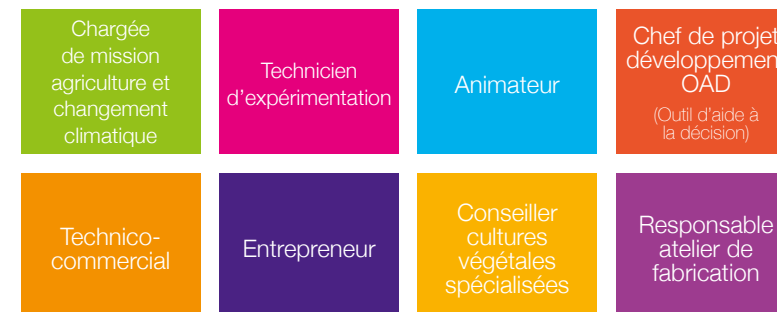 Chargée
de mission
agriculture et
changement
climatique
Technicien
d'expérimentation
Animateur
Chef de projet
développemen
OAD
(Outil d'aide à
la décision)
Technico-
commercial
Entrepreneur
Conseiller
cultures
végétales
spécialisées
Responsable
atelier de
fabrication